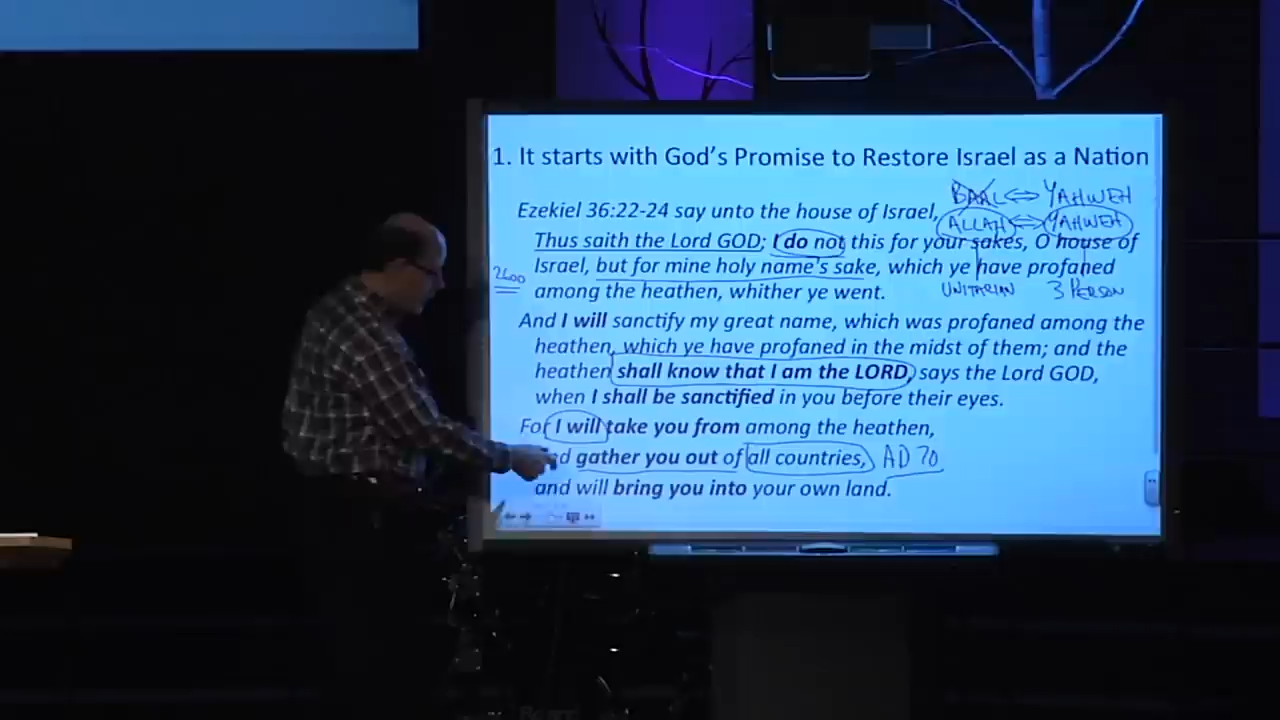 1. It starts with God's Promise to Restore Israel as a Nation
BAAL ⇔ YAHWEH
Ezekiel 36:22-24 say unto the house of Israel,
ALLAH ⇔ YAHWEH
Thus saith the Lord GOD; I do not this for your sakes, O house of
Israel, but for mine holy name's sake, which ye have profaned
2600
among the heathen, whither ye went.
UNITARIAN 3 PERSON
And I will sanctify my great name, which was profaned among the
heathen, which ye have profaned in the midst of them; and the
heathen shall know that I am the LORD, says the Lord GOD,
when I shall be sanctified in you before their eyes.
For I will take you from among the heathen,
gather you out of all countries, AD 70
and will bring you into your own land.